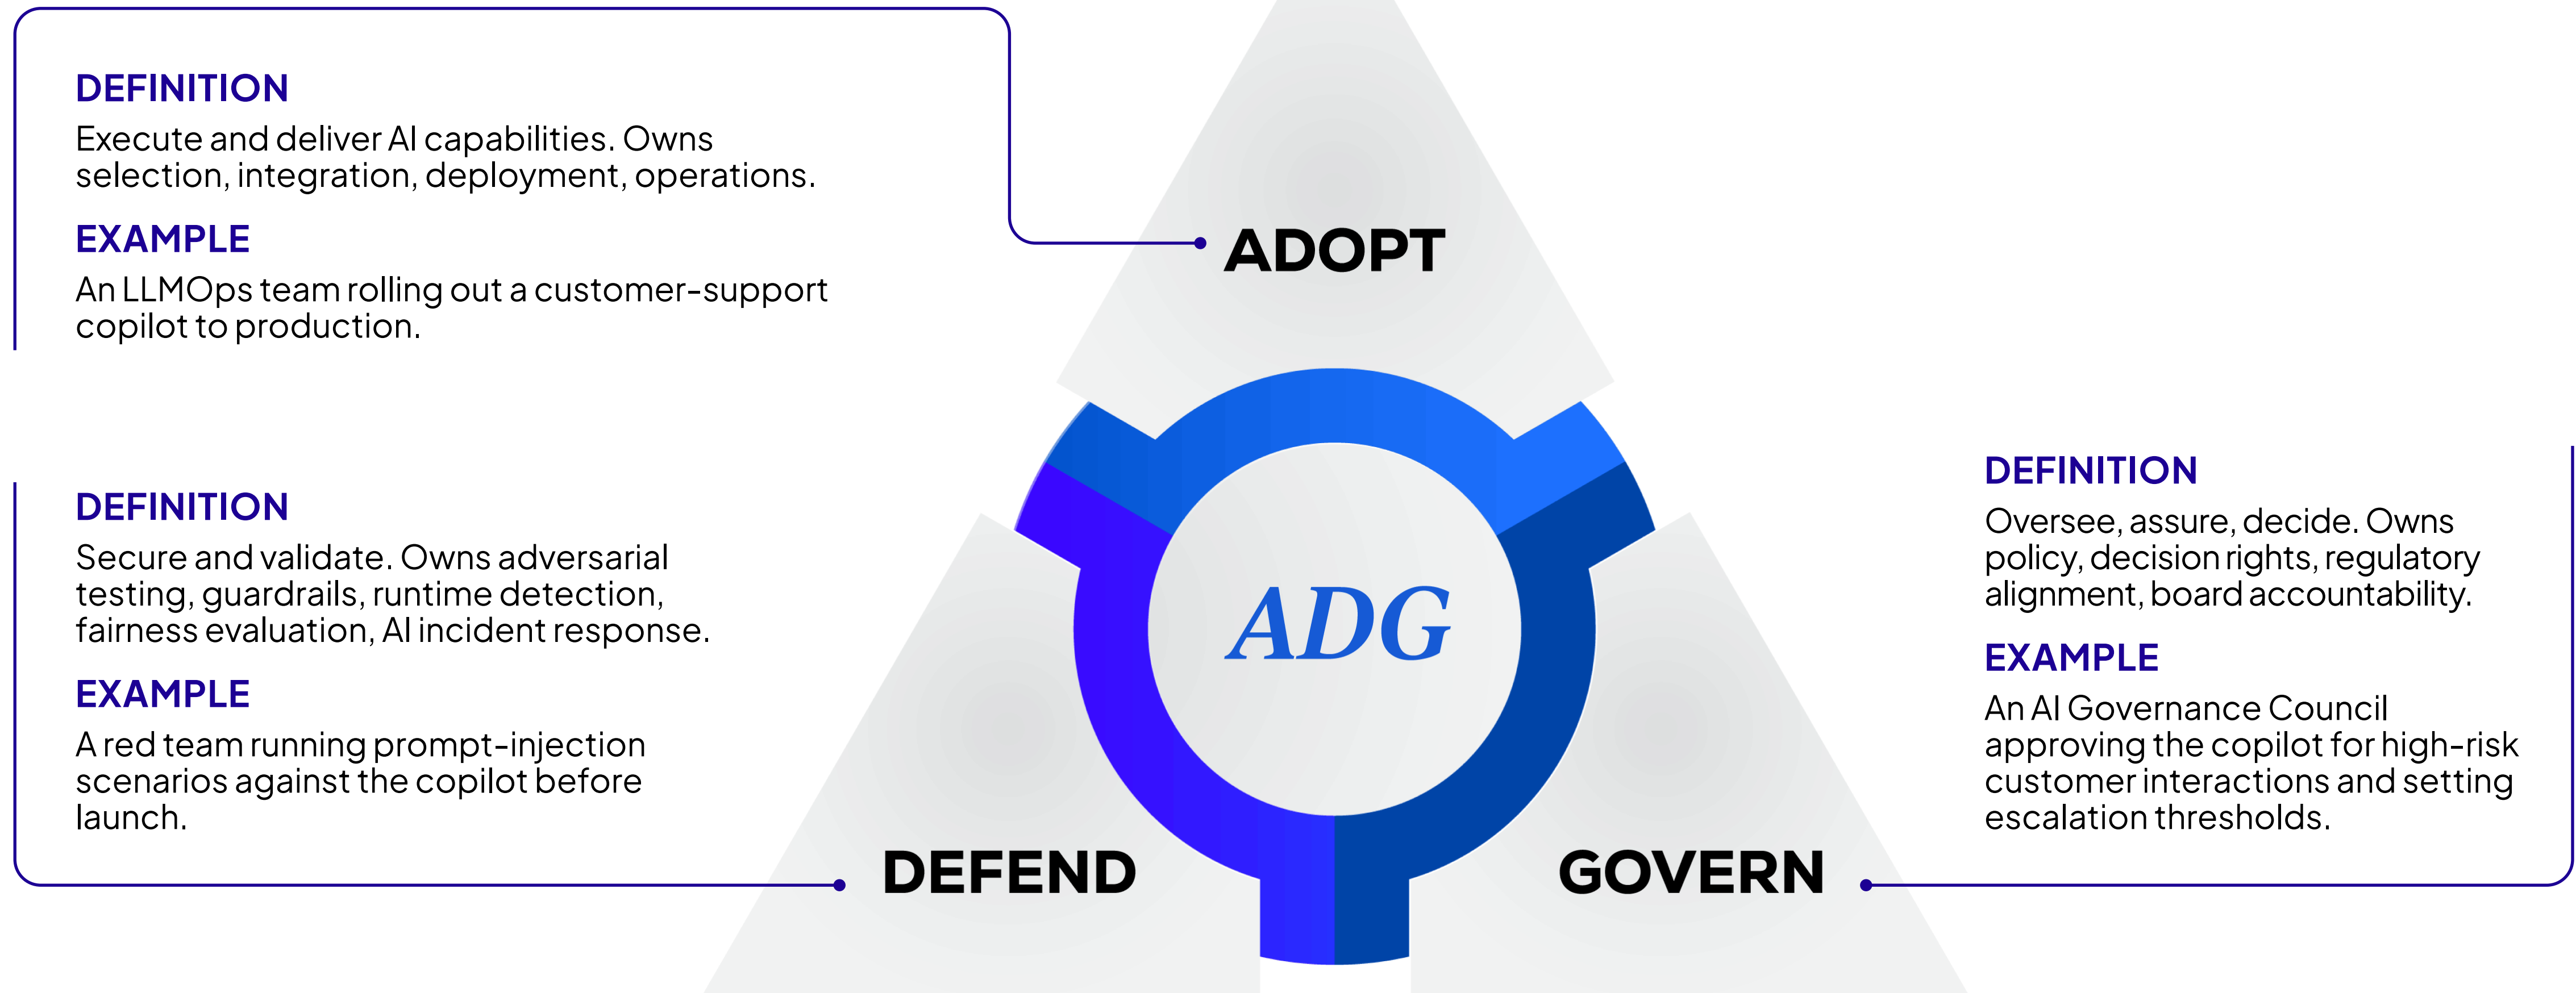 DEFINITION
Execute and deliver AI capabilities. Owns
selection, integration, deployment, operations.
EXAMPLE
An LLMOps team rolling out a customer-support
copilot to production.
ADOPT
DEFINITION
Secure and validate. Owns adversarial
testing, guardrails, runtime detection,
fairness evaluation, AI incident response.
EXAMPLE
A red team running prompt-injection
scenarios against the copilot before
launch.
DEFEND
ADG
DEFINITION
Oversee, assure, decide. Owns
policy, decision rights, regulatory
alignment, board accountability.
EXAMPLE
An AI Governance Council
approving the copilot for high-risk
customer interactions and setting
escalation thresholds.
GOVERN